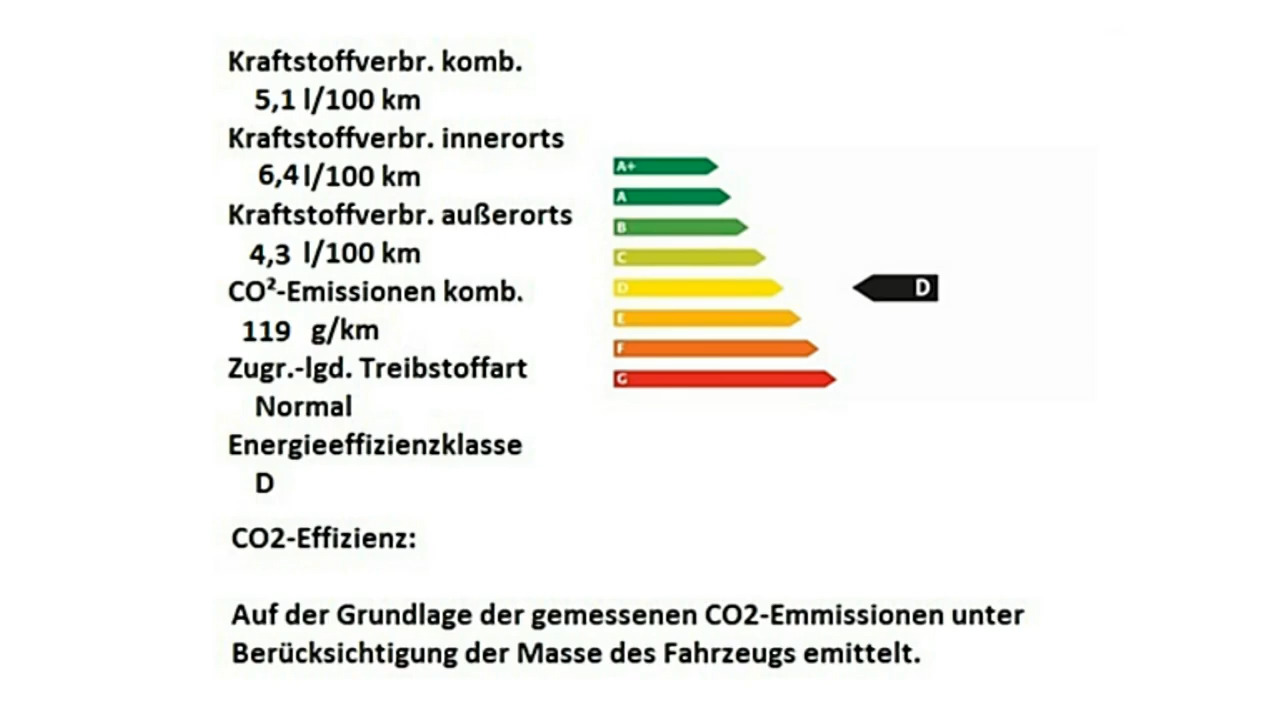 Kraftstoffverbr. komb.
5,1 l/100 km
Kraftstoffverbr. innerorts
6,4 l/100 km
Kraftstoffverbr. außerorts
4,3 l/100 km
CO²-Emissionen komb.
119 g/km
Zugr.-lgd. Treibstoffart
Normal
Energieeffizienzklasse
D
A+
A
B
C
D
D
E
F
G
CO2-Effizienz:
Auf der Grundlage der gemessenen CO2-Emmissionen unter
Berücksichtigung der Masse des Fahrzeugs emittelt.